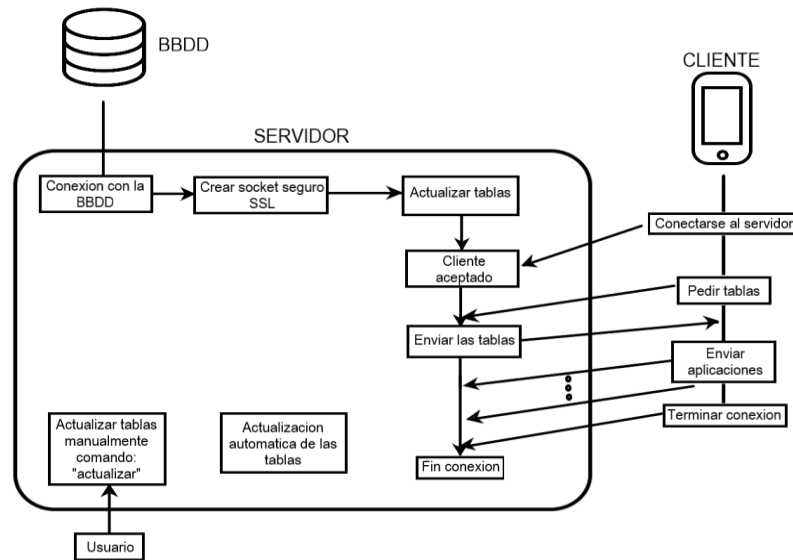 BBDD
CLIENTE
SERVIDOR
Conexion con la
BBDD
Crear socket seguro
SSL
Actualizar tablas
Conectarse al servidor
Cliente
aceptado
Pedir tablas
Enviar las tablas
Enviar
aplicaciones
Actualizar tablas
manualmente
comando:
"actualizar"
Actualizacion
automatica de las
tablas
Terminar conexion
Fin conexion
Usuario